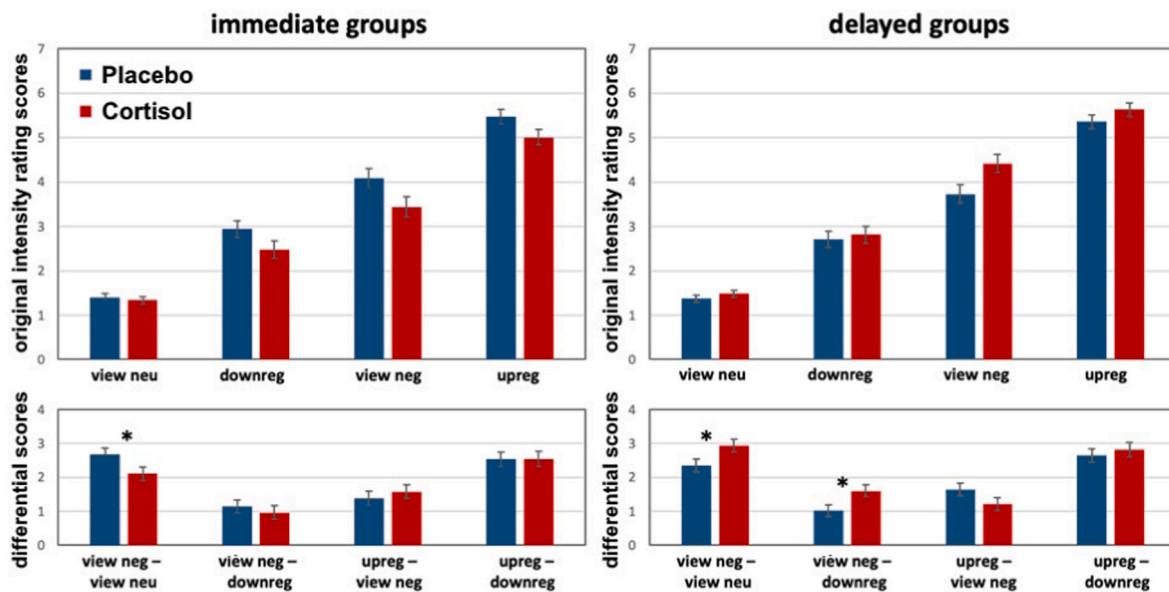 immediate groups
delayed groups
original intensity rating scores
7
6
5
4
3
2
1
0
Placebo
Cortisol
view neu
downreg
view neg
upreg
original intensity rating scores
7
6
5
4
3
2
1
0
view neu
downreg
view neg
upreg
differential scores
4
3
2
1
0
*
view neg –
view neu
view neg –
downreg
upreg –
view neg
upreg –
downreg
differential scores
4
3
2
1
0
*
*
view neg –
view neu
view neg –
downreg
upreg –
view neg
upreg –
downreg